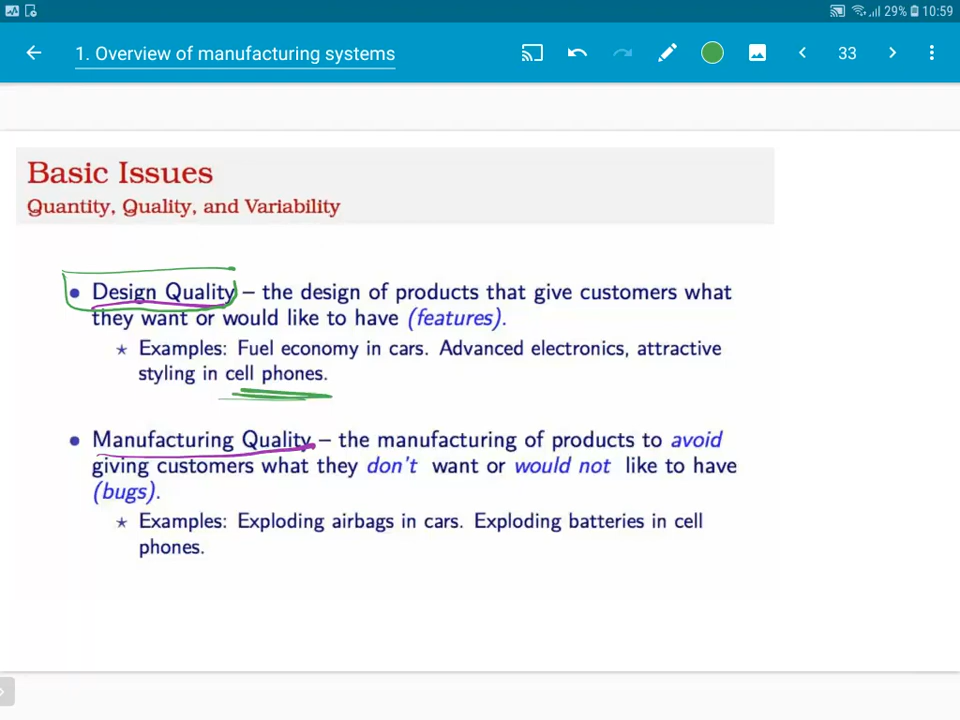 29% 10:59
1. Overview of manufacturing systems
33
Basic Issues
Quantity, Quality, and Variability
• Design Quality – the design of products that give customers what
they want or would like to have (features).
⋆ Examples: Fuel economy in cars. Advanced electronics, attractive
styling in cell phones.
• Manufacturing Quality – the manufacturing of products to avoid
giving customers what they don't want or would not like to have
(bugs).
⋆ Examples: Exploding airbags in cars. Exploding batteries in cell
phones.